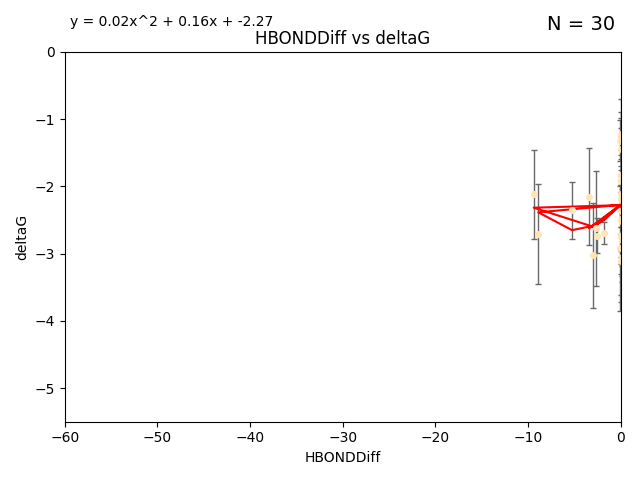 y = 0.02x^2 + 0.16x + -2.27
N = 30
HBONDDiff vs deltaG
0
−1
−2
−3
−4
−5
deltaG
−60
−50
−40
−30
−20
−10
0
HBONDDiff